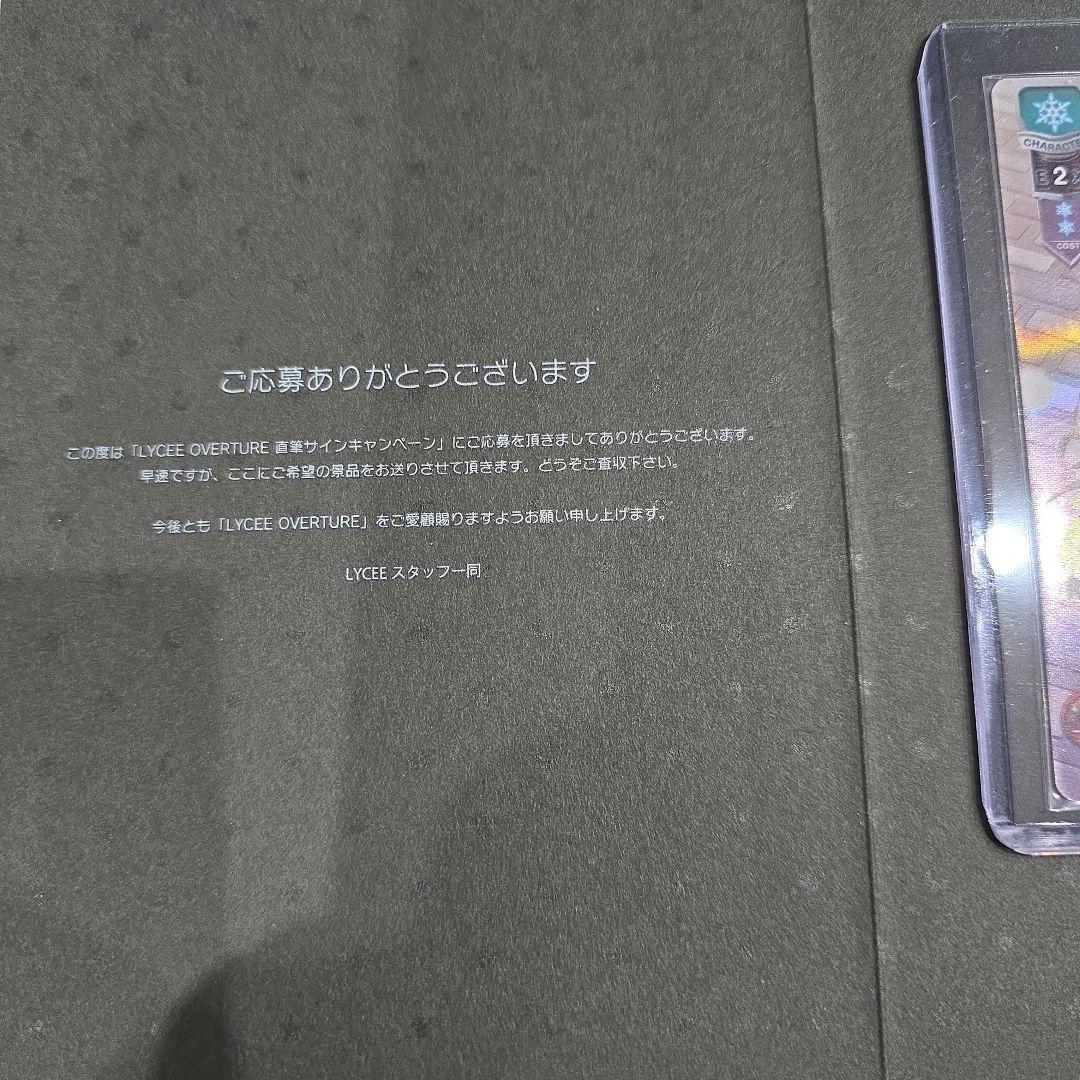 ご応募ありがとうございます
この度は「LYCEE OVERTURE 直筆サインキャンペーン」にご応募を頂きましてありがとうございます。
早速ですが、ここにご希望の景品をお送りさせて頂きます。どうぞご査収下さい。
今後とも「LYCEE OVERTURE」をご愛顧賜りますようお願い申し上げます。
LYCEE スタッフ一同
2
COST